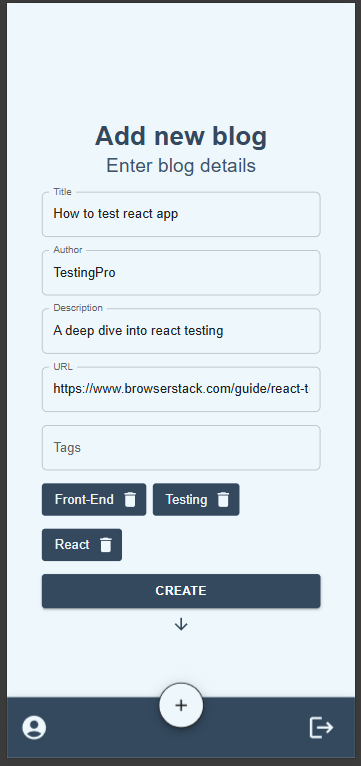 Add new blog
Enter blog details
Title
How to test react app
Author
TestingPro
Description
A deep dive into react testing
URL
https://www.browserstack.com/guide/react-t
Tags
Front-End Testing
React
CREATE